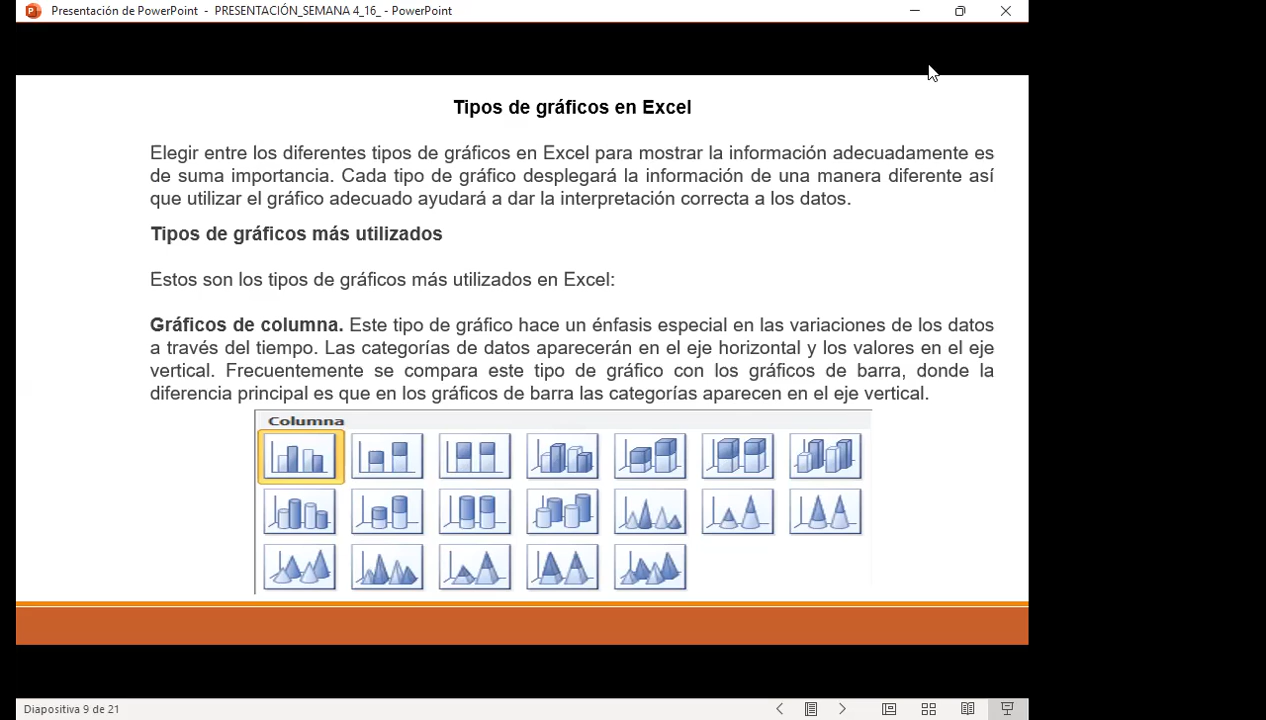 Presentación de PowerPoint - PRESENTACIÓN_SEMANA 4_16_ - PowerPoint
Tipos de gráficos en Excel
Elegir entre los diferentes tipos de gráficos en Excel para mostrar la información adecuadamente es
de suma importancia. Cada tipo de gráfico desplegará la información de una manera diferente así
que utilizar el gráfico adecuado ayudará a dar la interpretación correcta a los datos.
Tipos de gráficos más utilizados
Estos son los tipos de gráficos más utilizados en Excel:
Gráficos de columna. Este tipo de gráfico hace un énfasis especial en las variaciones de los datos
a través del tiempo. Las categorías de datos aparecerán en el eje horizontal y los valores en el eje
vertical. Frecuentemente se compara este tipo de gráfico con los gráficos de barra, donde la
diferencia principal es que en los gráficos de barra las categorías aparecen en el eje vertical.
Columna
Diapositiva 9 de 21